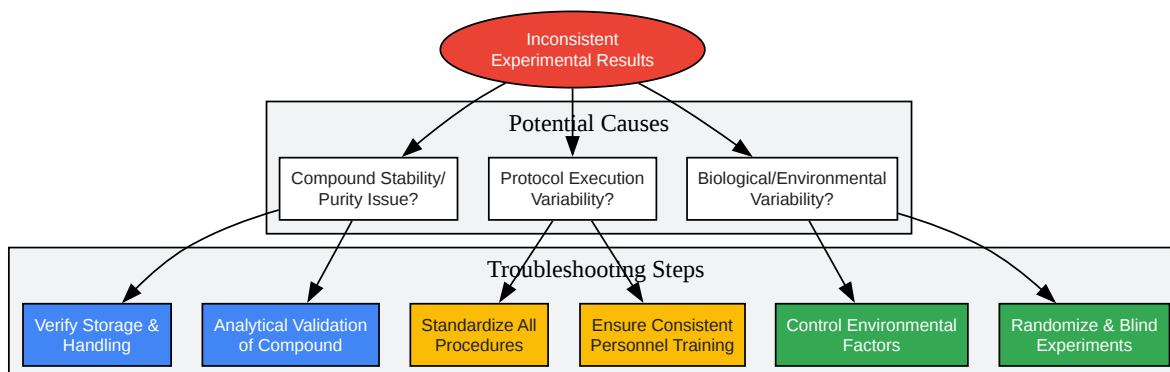 Inconsistent
Experimental Results
Potential Causes
Compound Stability/
Purity Issue?
Protocol Execution
Variability?
Biological/Environmental
Variability?
Troubleshooting Steps
Verify Storage &
Handling
Analytical Validation
of Compound
Standardize All
Procedures
Ensure Consistent
Personnel Training
Control Environmental
Factors
Randomize & Blind
Experiments